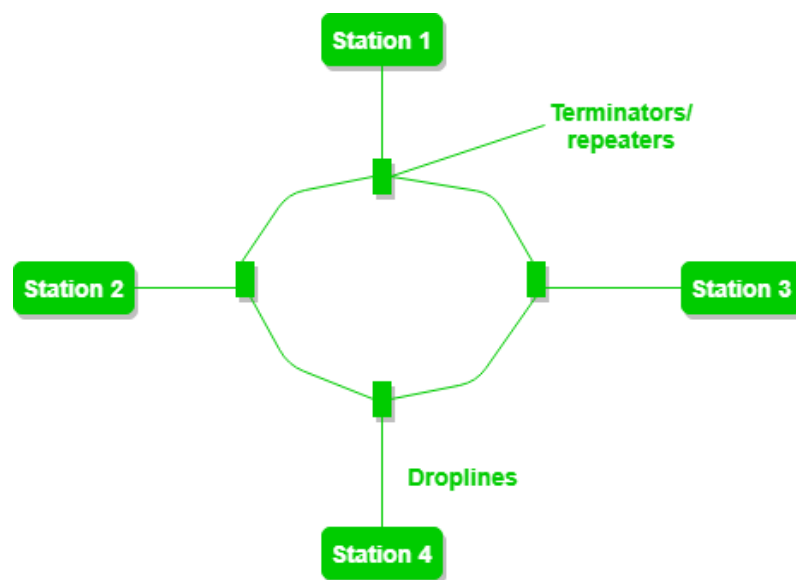 Station 1
Terminators/
repeaters
Station 2
Station 3
Droplines
Station 4